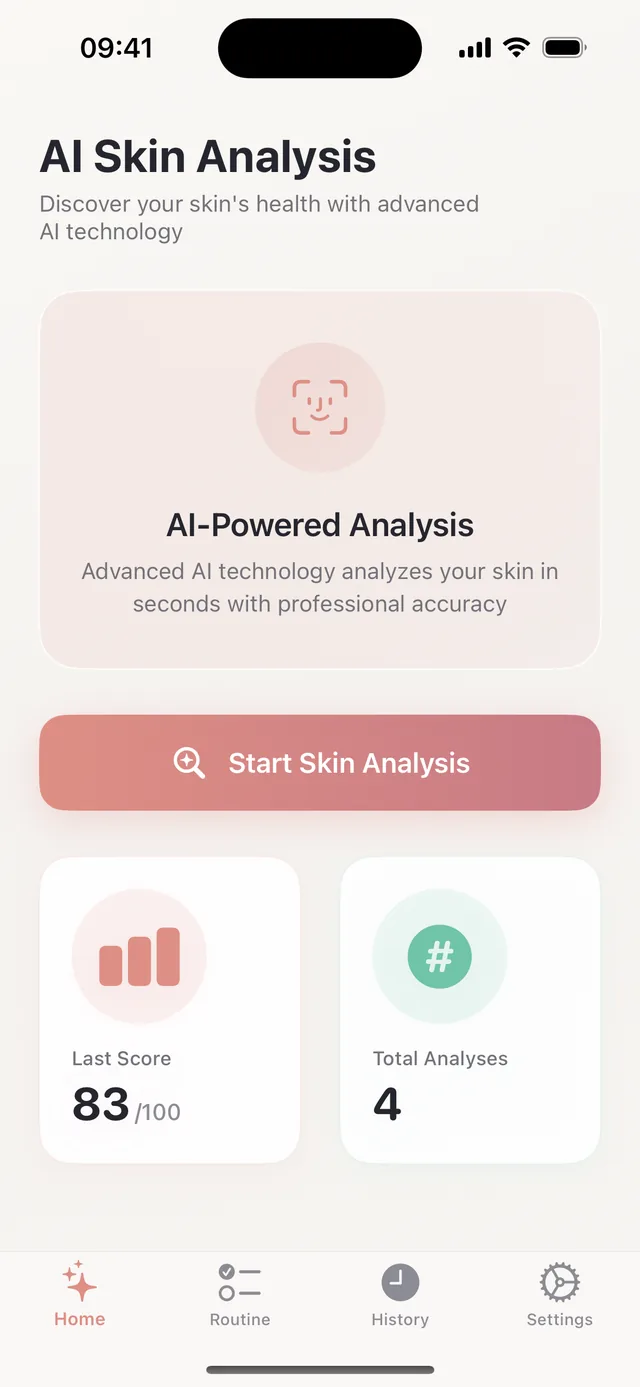 09:41
AI Skin Analysis
Discover your skin's health with advanced
AI technology
AI-Powered Analysis
Advanced AI technology analyzes your skin in
seconds with professional accuracy
Start Skin Analysis
#
Last Score
83 /100
Total Analyses
4
Home
Routine
History
Settings